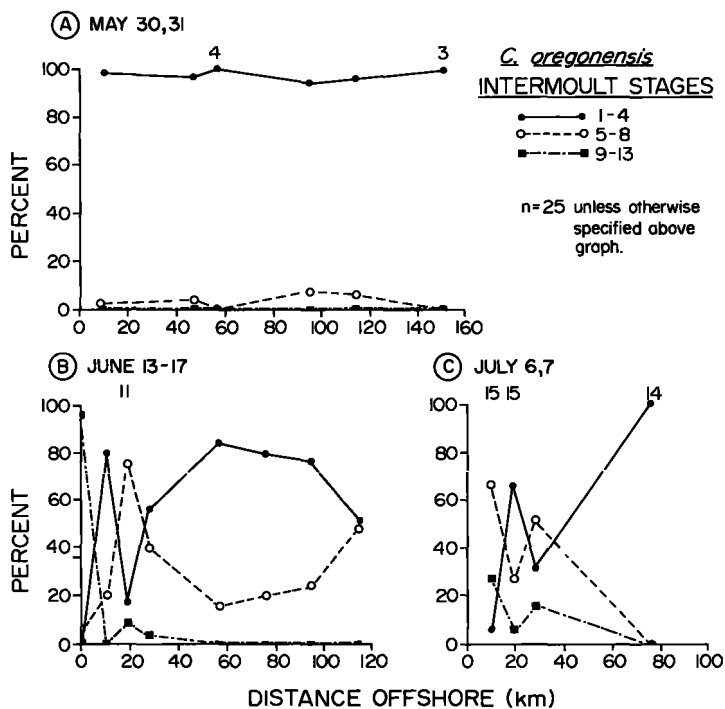 A MAY 30,31
4
3
C. oregonensis
INTERMOULT STAGES
1-4
5-8
9-13
n=25 unless otherwise
specified above
graph.
PERCENT
100
80
60
40
20
0
0 20 40 60 80 100 120 140 160
B JUNE 13-17
11
PERCENT
100
80
60
40
20
0
0 20 40 60 80 100 120
C JULY 6,7
15 15 14
100
80
60
40
20
0
0 20 40 60 80
DISTANCE OFFSHORE (km)